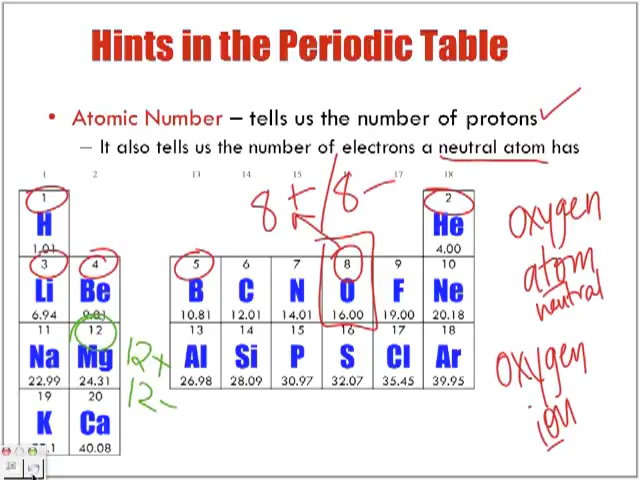 Hints in the Periodic Table
• Atomic Number – tells us the number of protons
– It also tells us the number of electrons a neutral atom has
1 2 13 14 15 17 18
8+ / 8-
1 2
H He
1.01 4.00
Oxygen
atom
neutral
3 4 5 6 7 8 9 10
Li Be B C N O F Ne
6.94 9.01 10.81 12.01 14.01 16.00 19.00 20.18
11 12 13 14 15 16 17 18
Na Mg Al Si P S Cl Ar
22.99 24.31 26.98 28.09 30.97 32.07 35.45 39.95
12+
12-
Oxygen
ion
19 20
K Ca
40.08